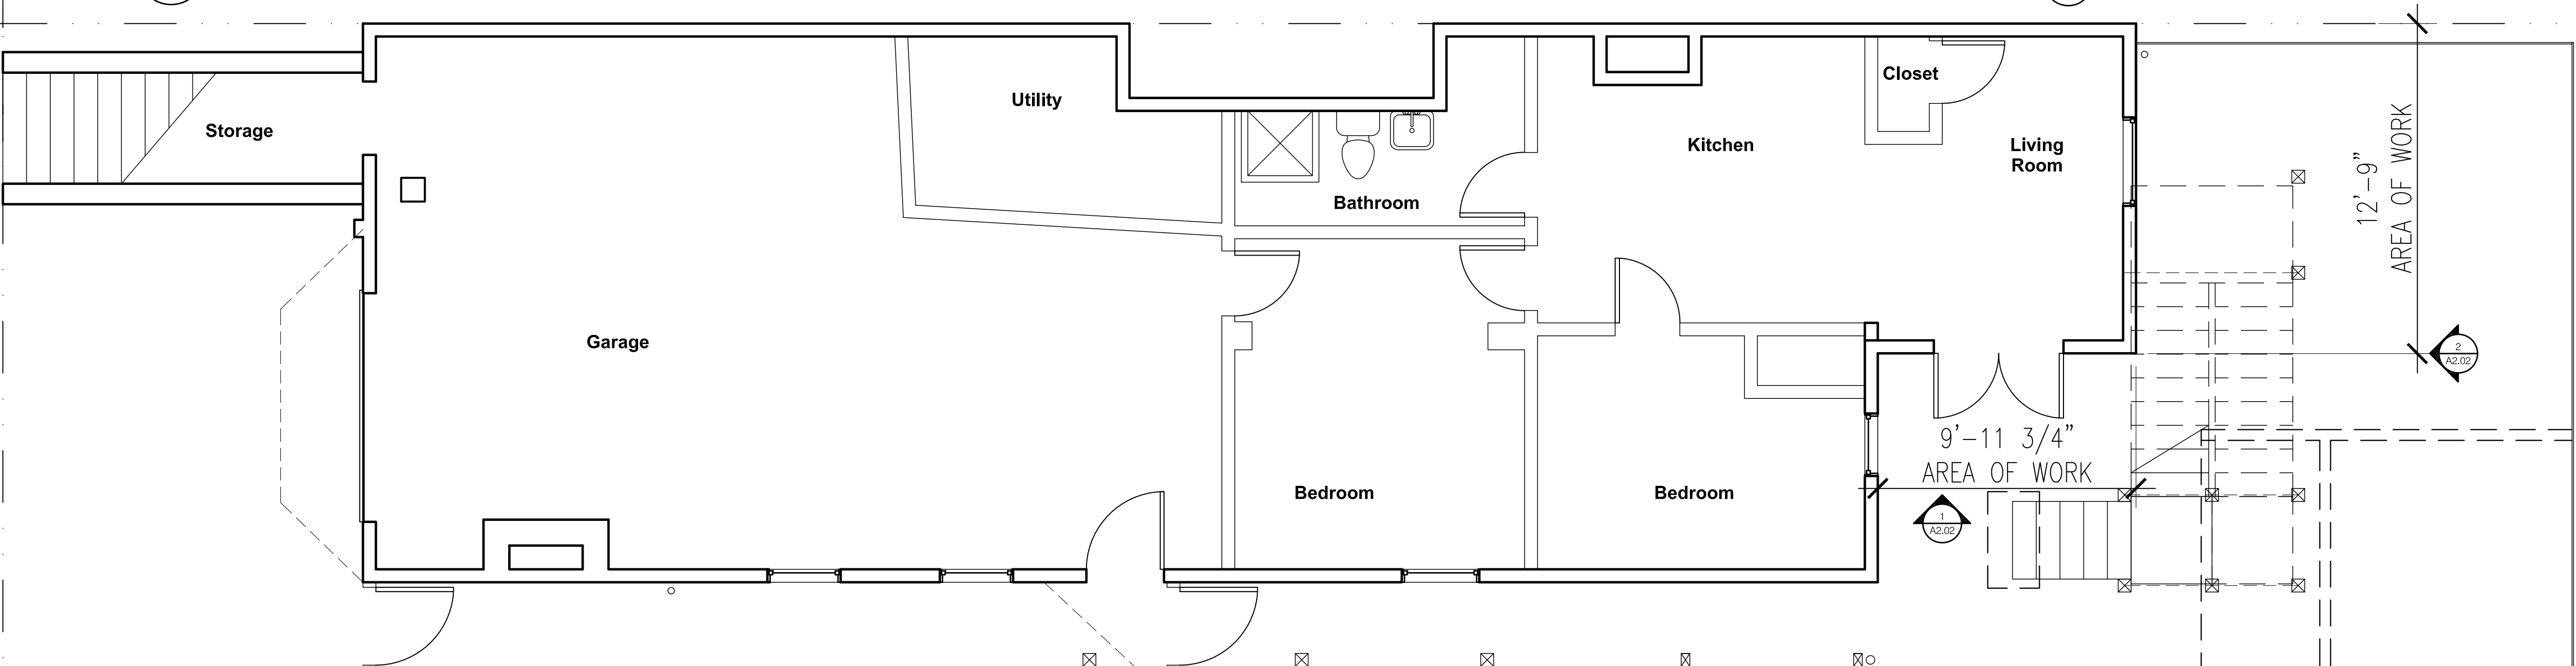 Storage
Utility
Closet
Kitchen
Living
Room
Bathroom
Garage
Bedroom
Bedroom
12'-9"
AREA OF WORK
9'-11 3/4"
AREA OF WORK
2
A2.02
1
A2.02